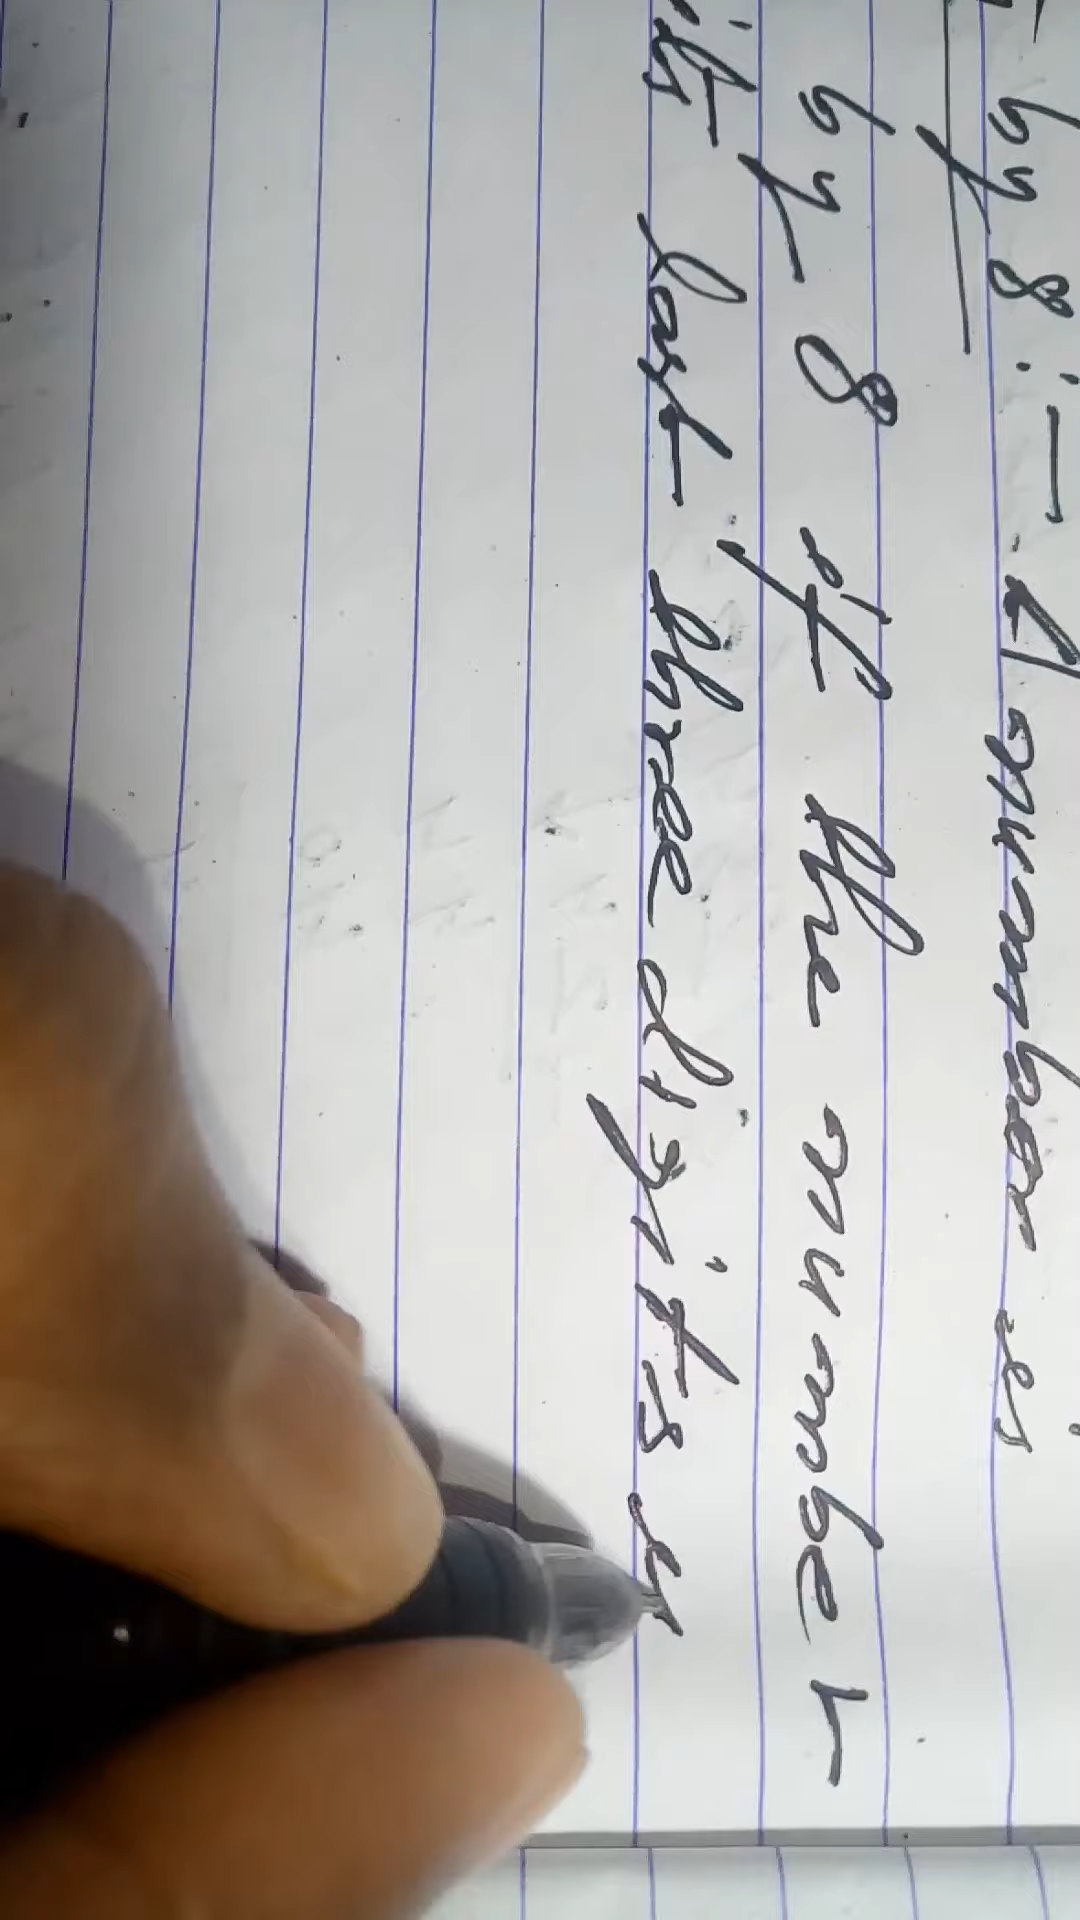 by 8 :- A number is
by 8 if the number
its last three digits is